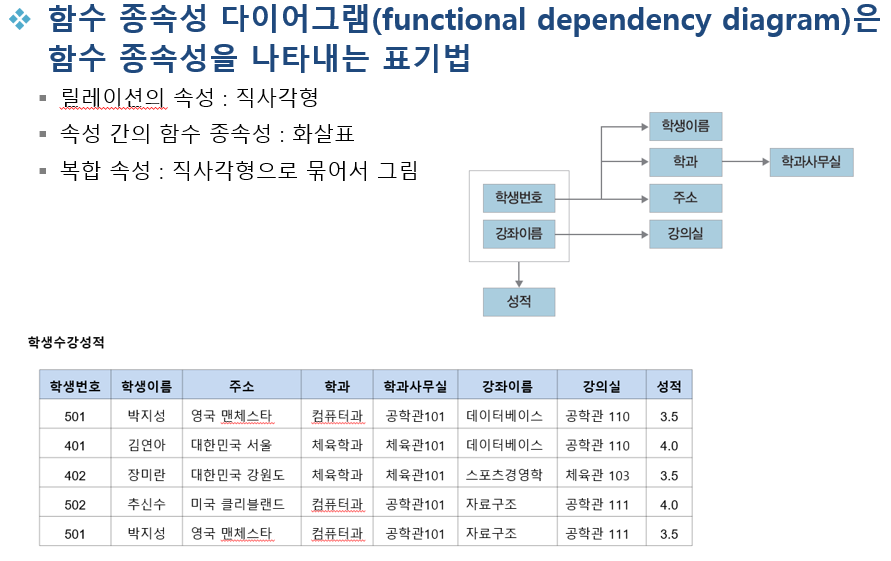 함수 종속성 다이어그램(functional dependency diagram)은
함수 종속성을 나타내는 표기법
릴레이션의 속성 : 직사각형
속성 간의 함수 종속성 : 화살표
복합 속성 : 직사각형으로 묶어서 그림
학생이름
학과 학과사무실
학생번호 주소
강좌이름 강의실
성적
학생수강성적
학생번호 학생이름 주소 학과 학과사무실 강좌이름 강의실 성적
501 박지성 영국 맨체스타 컴퓨터과 공학관101 데이터베이스 공학관 110 3.5
401 김연아 대한민국 서울 체육학과 체육관101 데이터베이스 공학관 110 4.0
402 장미란 대한민국 강원도 체육학과 체육관101 스포츠경영학 체육관 103 3.5
502 추신수 미국 클리블랜드 컴퓨터과 공학관101 자료구조 공학관 111 4.0
501 박지성 영국 맨체스타 컴퓨터과 공학관101 자료구조 공학관 111 3.5